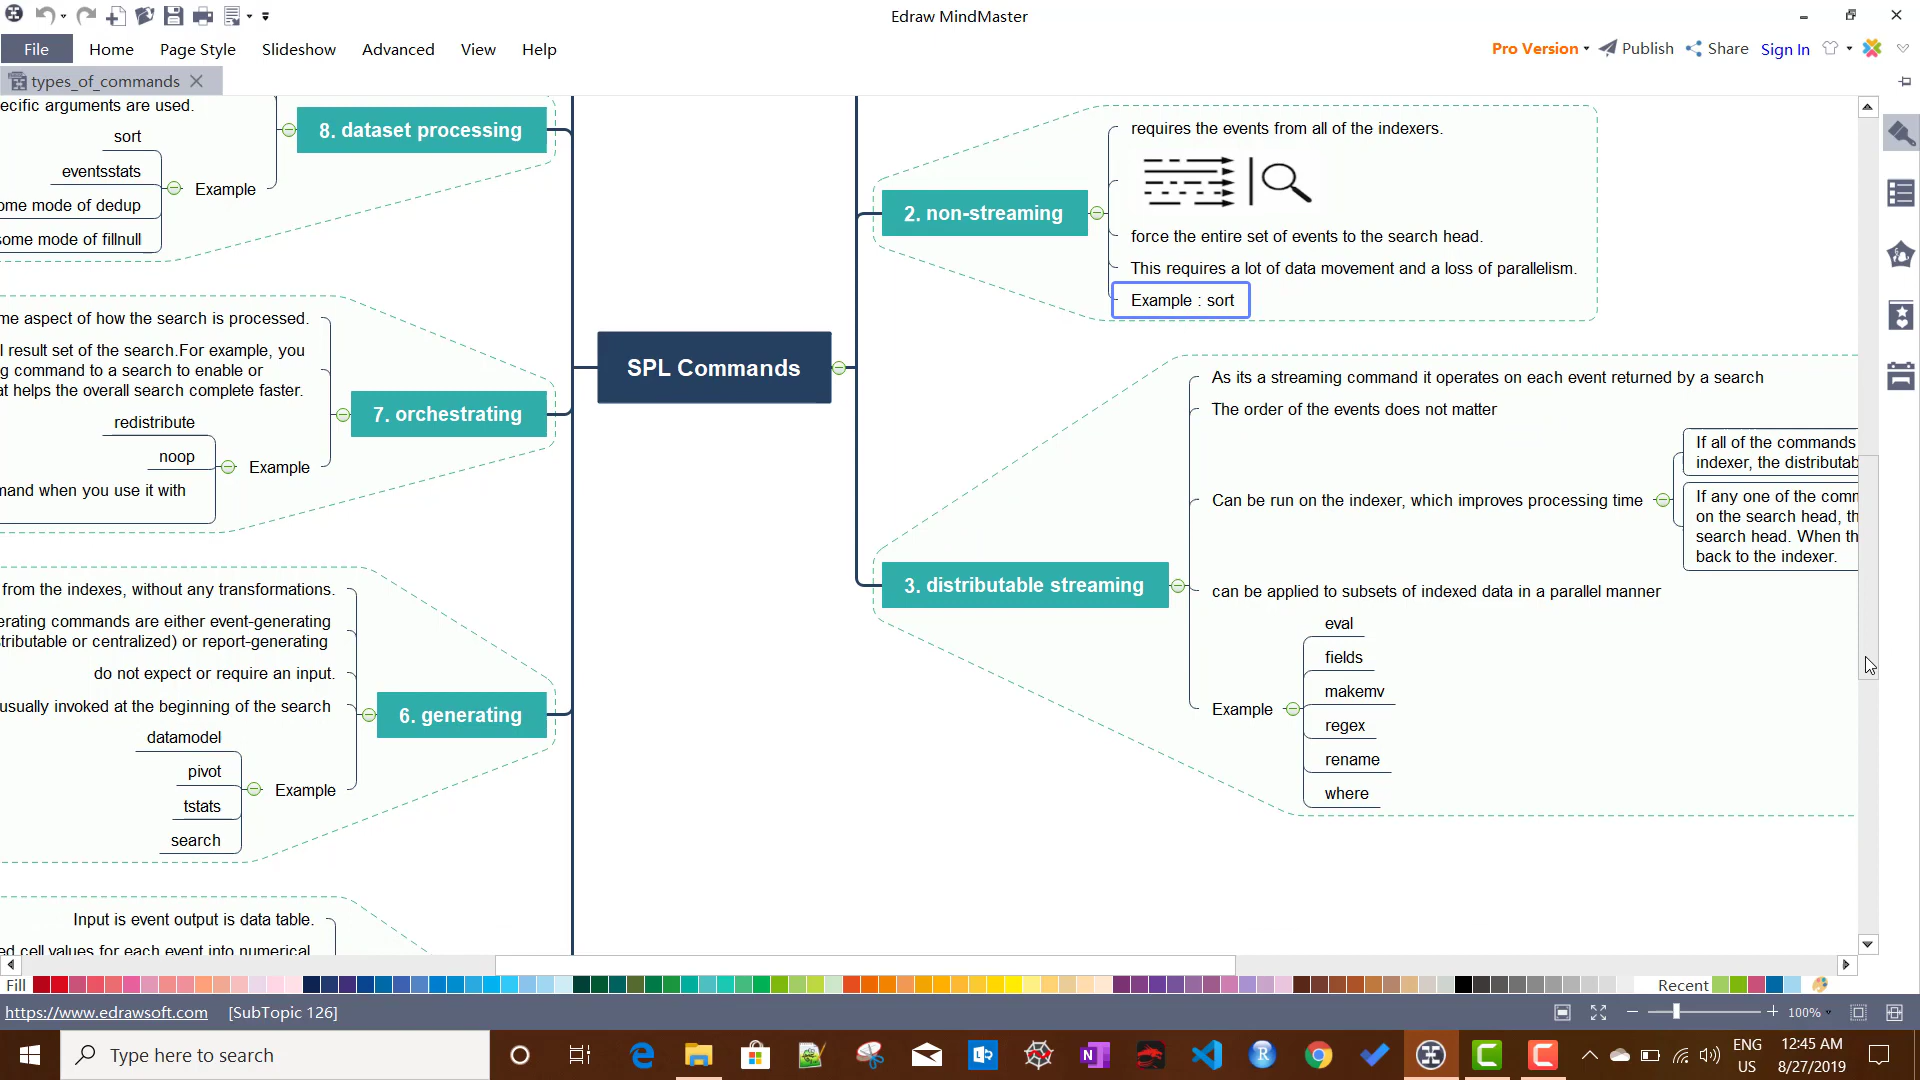 Edraw MindMaster
File
Home
Page Style
Slideshow
Advanced
View
Help
Pro Version
Publish
Share
Sign In
types_of_commands
ecific arguments are used.
8. dataset processing
sort
eventsstats
ome mode of dedup
some mode of fillnull
Example
me aspect of how the search is processed.
l result set of the search.For example, you
g command to a search to enable or
at helps the overall search complete faster.
7. orchestrating
redistribute
noop
mand when you use it with
Example
from the indexes, without any transformations.
erating commands are either event-generating
tributable or centralized) or report-generating
do not expect or require an input.
usually invoked at the beginning of the search
6. generating
datamodel
pivot
tstats
search
Example
Input is event output is data table.
ed cell values for each event into numerical
SPL Commands
requires the events from all of the indexers.
2. non-streaming
force the entire set of events to the search head.
This requires a lot of data movement and a loss of parallelism.
Example : sort
As its a streaming command it operates on each event returned by a search
The order of the events does not matter
If all of the commands
indexer, the distributab
Can be run on the indexer, which improves processing time
If any one of the comm
on the search head, th
search head. When th
back to the indexer.
3. distributable streaming
can be applied to subsets of indexed data in a parallel manner
eval
fields
makemv
regex
rename
where
Example
Fill
Recent
https://www.edrawsoft.com
[SubTopic 126]
100%
Type here to search
ENG
US
12:45 AM
8/27/2019